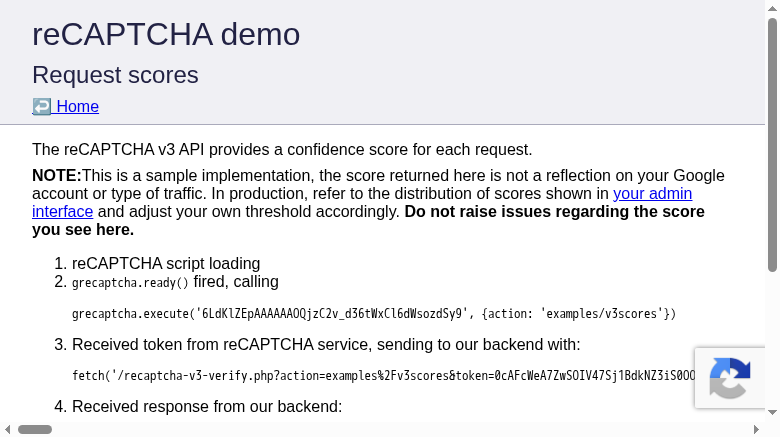 reCAPTCHA demo
Request scores
↩️ Home
The reCAPTCHA v3 API provides a confidence score for each request.
NOTE:This is a sample implementation, the score returned here is not a reflection on your Google
account or type of traffic. In production, refer to the distribution of scores shown in your admin
interface and adjust your own threshold accordingly. Do not raise issues regarding the score
you see here.
1. reCAPTCHA script loading
2. grecaptcha.ready() fired, calling
grecaptcha.execute('6LdKlZEpAAAAAAOQjzC2v_d36tWxCl6dWsozdSy9', {action: 'examples/v3scores'})
3. Received token from reCAPTCHA service, sending to our backend with:
fetch('/recaptcha-v3-verify.php?action=examples%2Fv3scores&token=0cAFcWeA7ZwSOIV47Sj1BdkNZ3iS0OO
4. Received response from our backend: